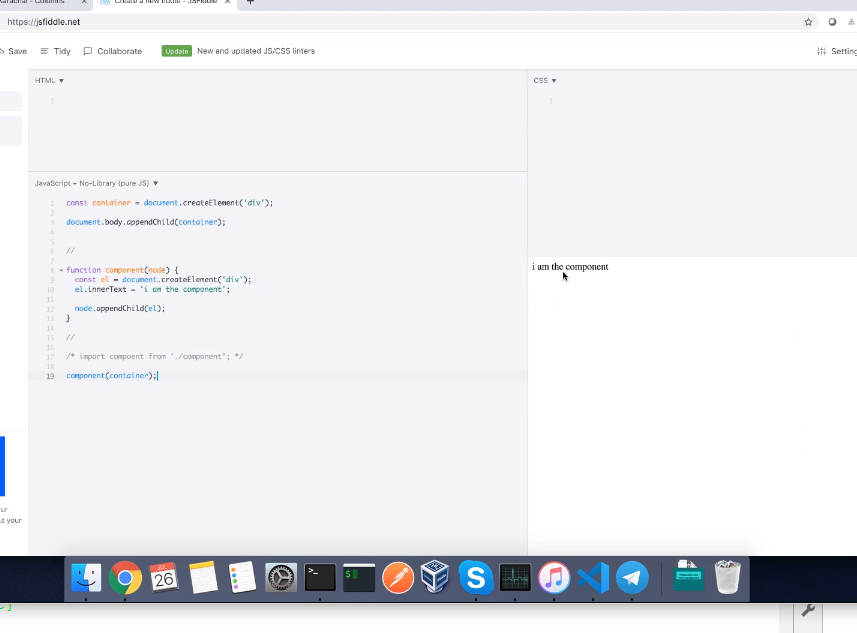 Karachai - Columns × Create a new fiddle - JSFiddle × +
https://jsfiddle.net
Save Tidy Collaborate Update New and updated JS/CSS linters Setting
HTML ▼
1
CSS ▼
1
JavaScript + No-Library (pure JS) ▼
1 const container = document.createElement('div');
2
3 document.body.appendChild(container);
4
5
6 //
7
8 function component(node) {
9 const el = document.createElement('div');
10 el.innerText = 'i am the component';
11
12 node.appendChild(el);
13 }
14
15 //
16
17 /* import compoent from './component'; */
18
19 component(container);
i am the component
ur
ut your
JUL
26
>_
$